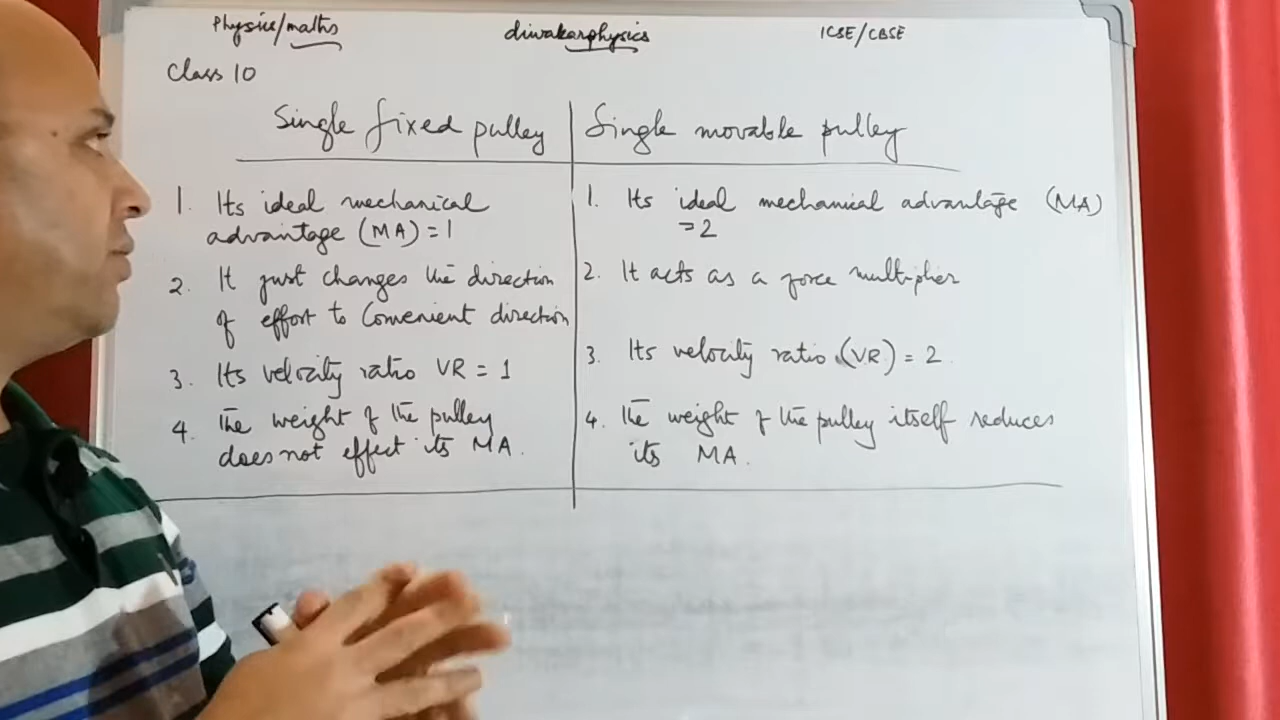 Physics/maths diwakarphysics ICSE/CBSE
Class 10
Single fixed pulley
1. Its ideal mechanical
advantage (MA) = 1
2. It just changes the direction
of effort to Convenient direction
3. Its velocity ratio VR = 1
4. The weight of the pulley
does not effect its MA.
Single movable pulley
1. Its ideal mechanical advantage (MA)
= 2
2. It acts as a force multiplier
3. Its velocity ratio (VR) = 2
4. The weight of the pulley itself reduces
its MA.